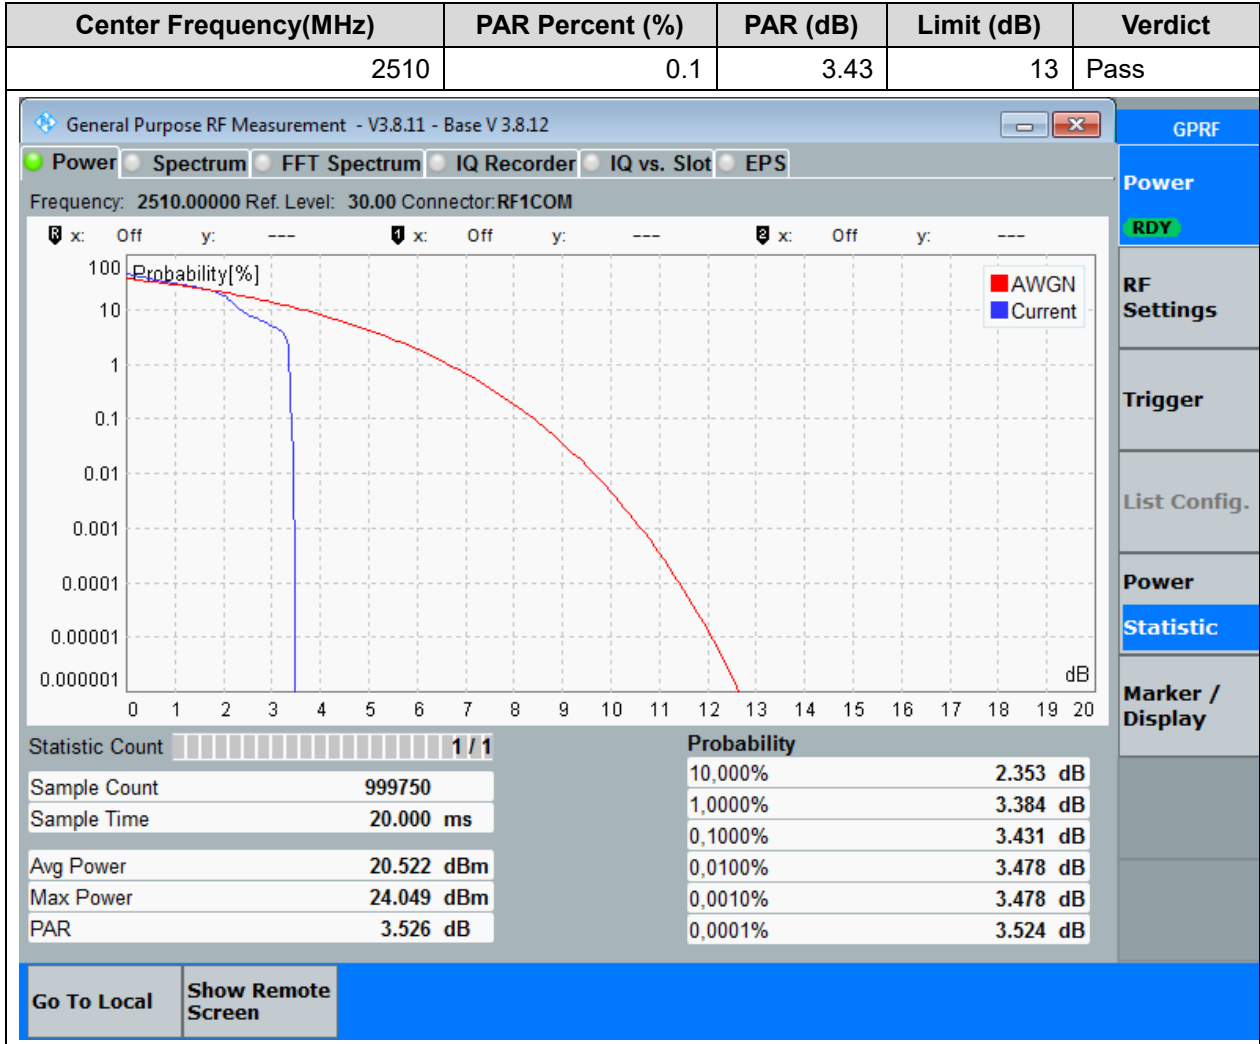 Center Frequency(MHz) PAR Percent (%) PAR (dB) Limit (dB) Verdict
2510 0.1 3.43 13 Pass
General Purpose RF Measurement - V3.8.11 - Base V 3.8.12
GPRF
Power Spectrum FFT Spectrum IQ Recorder IQ vs. Slot EPS
Frequency: 2510.00000 Ref. Level: 30.00 Connector:RF1COM
R x: Off y: --- 1 x: Off y: --- 2 x: Off y: ---
Power
RDY
RF
Settings
Trigger
List Config.
Power
Statistic
Marker /
Display
Probability[%]
AWGN
Current
100
10
1
0.1
0.01
0.001
0.0001
0.00001
0.000001
dB
0 1 2 3 4 5 6 7 8 9 10 11 12 13 14 15 16 17 18 19 20
Statistic Count 1 / 1
Sample Count 999750
Sample Time 20.000 ms
Avg Power 20.522 dBm
Max Power 24.049 dBm
PAR 3.526 dB
Probability
10,000% 2.353 dB
1,0000% 3.384 dB
0,1000% 3.431 dB
0,0100% 3.478 dB
0,0010% 3.478 dB
0,0001% 3.524 dB
Go To Local
Show Remote
Screen